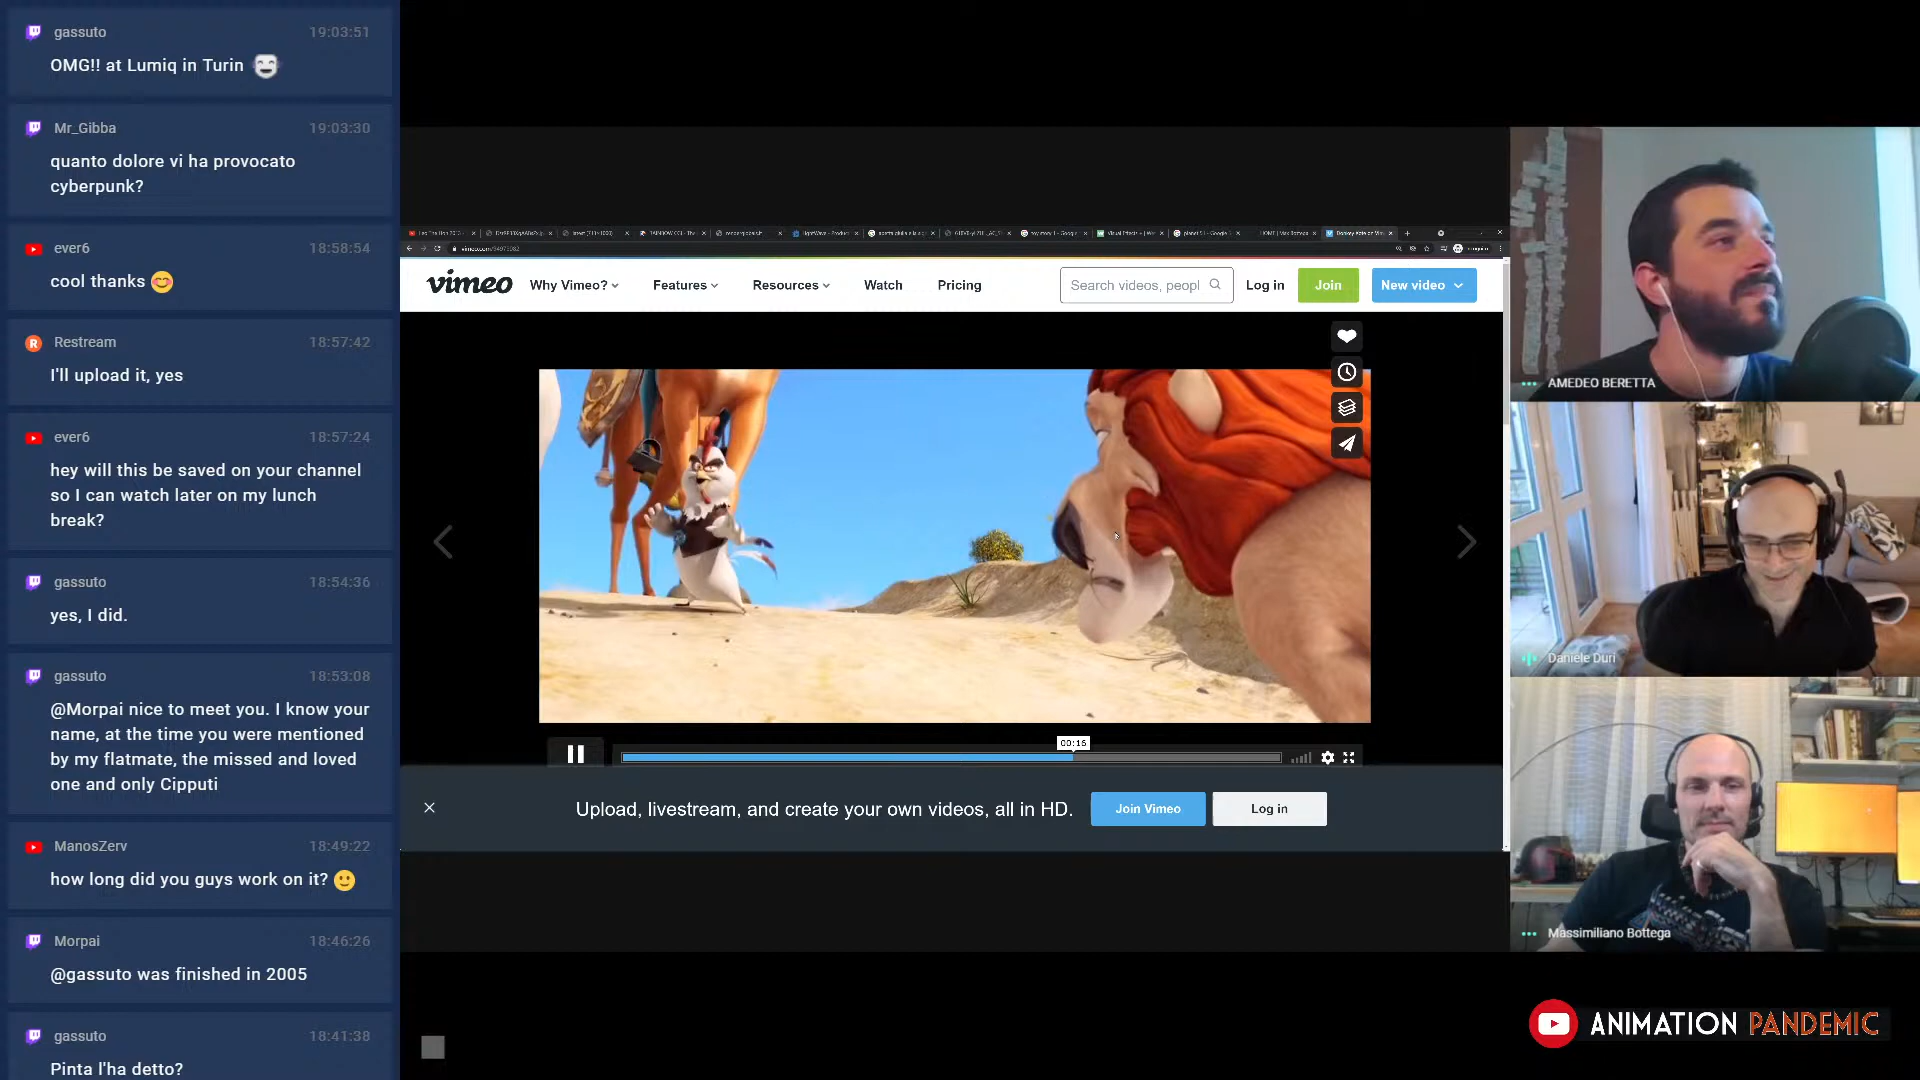 gassuto 19:03:51
OMG!! at Lumiq in Turin
Mr_Gibba 19:03:30
quanto dolore vi ha provocato
cyberpunk?
ever6 18:58:54
cool thanks
Restream 18:57:42
I'll upload it, yes
ever6 18:57:24
hey will this be saved on your channel
so I can watch later on my lunch
break?
gassuto 18:54:36
yes, I did.
gassuto 18:53:08
@Morpai nice to meet you. I know your
name, at the time you were mentioned
by my flatmate, the missed and loved
one and only Cipputi
ManosZerv 18:49:22
how long did you guys work on it?
Morpai 18:46:26
@gassuto was finished in 2005
gassuto 18:41:38
Pinta l'ha detto?
vimeo
Why Vimeo?
Features
Resources
Watch
Pricing
Search videos, peopl
Log in
Join
New video
00:16
Upload, livestream, and create your own videos, all in HD.
Join Vimeo
Log in
AMEDEO BERETTA
Daniele Duri
Massimiliano Bottega
ANIMATION PANDEMIC